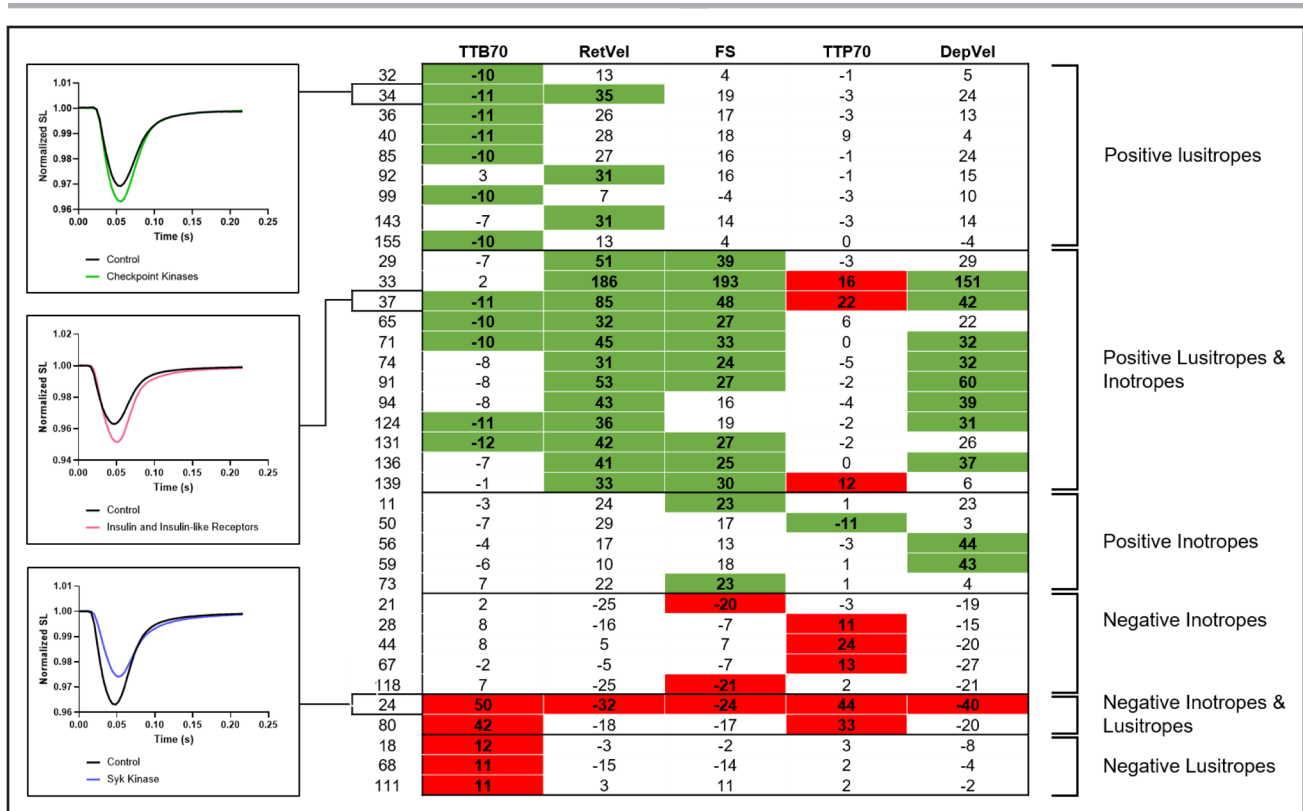 TTB70 RetVel FS TTP70 DepVel
32 -10 13 4 -1 5
34 -11 35 19 -3 24
36 -11 26 17 -3 13
40 -11 28 18 9 4
85 -10 27 16 -1 24
92 3 31 16 -1 15
99 -10 7 -4 -3 10
143 -7 31 14 -3 14
155 -10 13 4 0 -4
Positive lusitropes
29 -7 51 39 -3 29
33 2 186 193 16 151
37 -11 85 48 22 42
65 -10 32 27 6 22
71 -10 45 33 0 32
74 -8 31 24 -5 32
91 -8 53 27 -2 60
94 -8 43 16 -4 39
124 -11 36 19 -2 31
131 -12 42 27 -2 26
136 -7 41 25 0 37
139 -1 33 30 12 6
Positive Lusitropes &
Inotropes
11 -3 24 23 1 23
50 -7 29 17 -11 3
56 -4 17 13 -3 44
59 -6 10 18 1 43
73 7 22 23 1 4
Positive Inotropes
21 2 -25 -20 -3 -19
28 8 -16 -7 11 -15
44 8 5 7 24 -20
67 -2 -5 -7 13 -27
118 7 -25 -21 2 -21
Negative Inotropes
24 50 -32 -24 44 -40
80 42 -18 -17 33 -20
Negative Inotropes &
Lusitropes
18 12 -3 -2 3 -8
68 11 -15 -14 2 -4
111 11 3 11 2 -2
Negative Lusitropes
Normalized SL
1.01
1.00
0.99
0.98
0.97
0.96
0.00 0.05 0.10 0.15 0.20 0.25
Time (s)
Control
Checkpoint Kinases
Normalized SL
1.02
1.00
0.98
0.96
0.94
0.00 0.05 0.10 0.15 0.20 0.25
Time (s)
Control
Insulin and Insulin-like Receptors
Normalized SL
1.01
1.00
0.99
0.98
0.97
0.96
0.00 0.05 0.10 0.15 0.20 0.25
Time (s)
Control
Syk Kinase